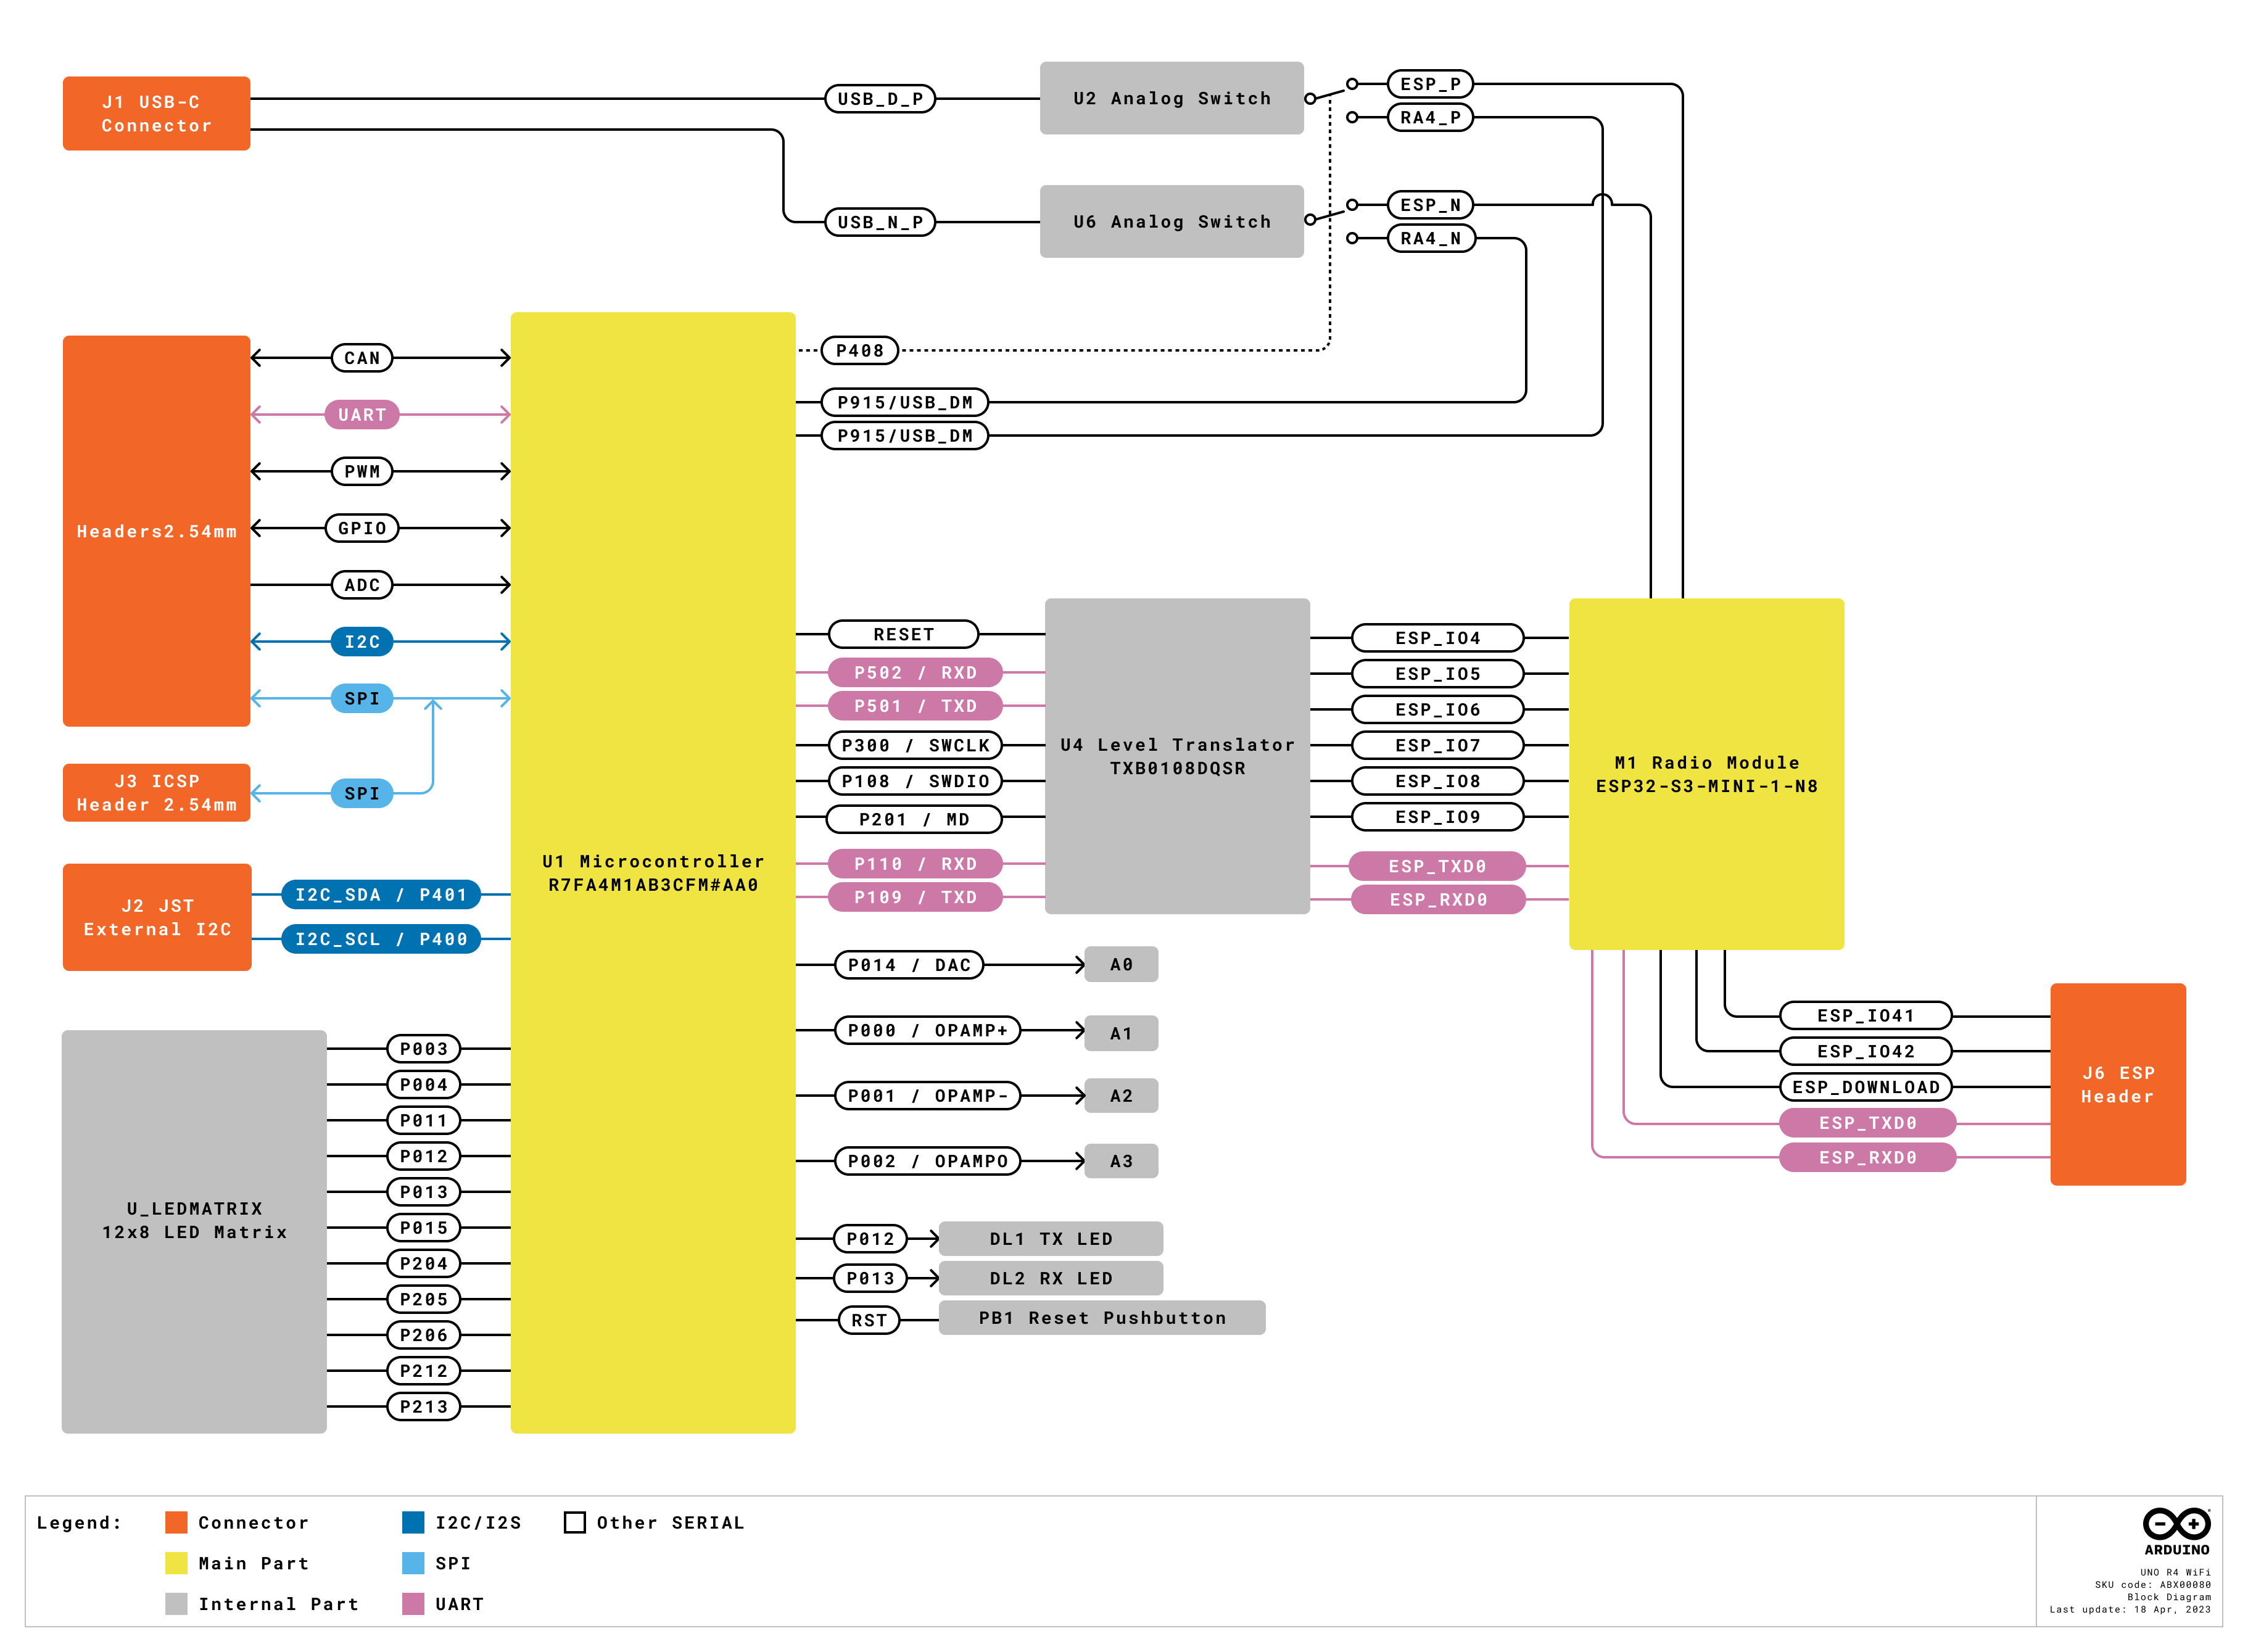 J1 USB-C
Connector
USB_D_P
U2 Analog Switch
ESP_P
RA4_P
USB_N_P
U6 Analog Switch
ESP_N
RA4_N
Headers2.54mm
CAN
UART
PWM
GPIO
ADC
I2C
SPI
J3 ICSP
Header 2.54mm
SPI
J2 JST
External I2C
I2C_SDA / P401
I2C_SCL / P400
U1 Microcontroller
R7FA4M1AB3CFM#AA0
P408
P915/USB_DM
P915/USB_DM
RESET
P502 / RXD
P501 / TXD
P300 / SWCLK
P108 / SWDIO
P201 / MD
P110 / RXD
P109 / TXD
U4 Level Translator
TXB0108DQSR
ESP_IO4
ESP_IO5
ESP_IO6
ESP_IO7
ESP_IO8
ESP_IO9
ESP_TXD0
ESP_RXD0
M1 Radio Module
ESP32-S3-MINI-1-N8
P014 / DAC
A0
P000 / OPAMP+
A1
P001 / OPAMP-
A2
P002 / OPAMPO
A3
P012
DL1 TX LED
P013
DL2 RX LED
RST
PB1 Reset Pushbutton
ESP_IO41
ESP_IO42
ESP_DOWNLOAD
ESP_TXD0
ESP_RXD0
J6 ESP
Header
U_LEDMATRIX
12x8 LED Matrix
P003
P004
P011
P012
P013
P015
P204
P205
P206
P212
P213
Legend:
Connector
Main Part
Internal Part
I2C/I2S
SPI
UART
Other SERIAL
ARDUINO
UNO R4 WiFi
SKU code: ABX00080
Block Diagram
Last update: 18 Apr, 2023